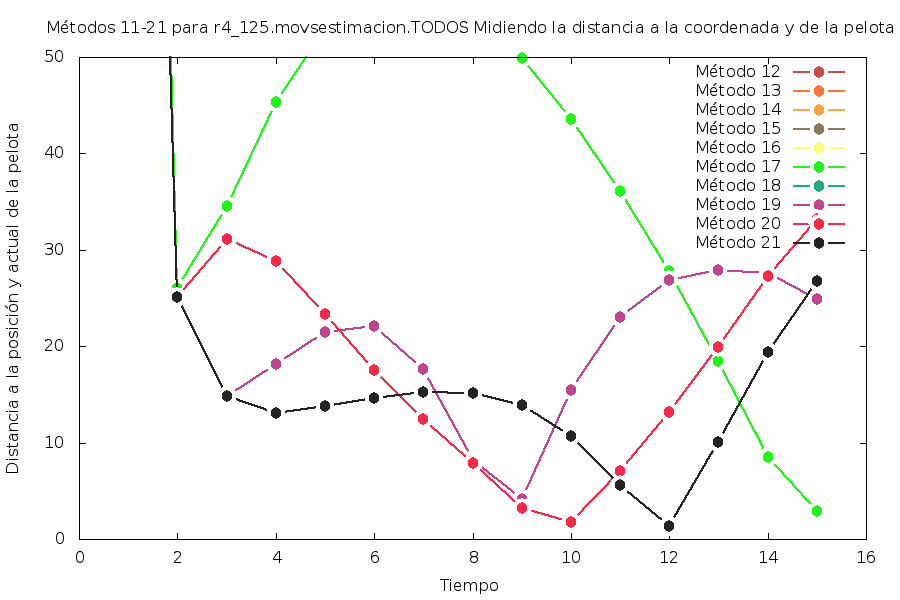 Métodos 11-21 para r4_125.movsestimacion.TODOS Midiendo la distancia a la coordenada y de la pelota
50
40
30
20
10
0
Distancia a la posición y actual de la pelota
Método 12
Método 13
Método 14
Método 15
Método 16
Método 17
Método 18
Método 19
Método 20
Método 21
0 2 4 6 8 10 12 14 16
Tiempo